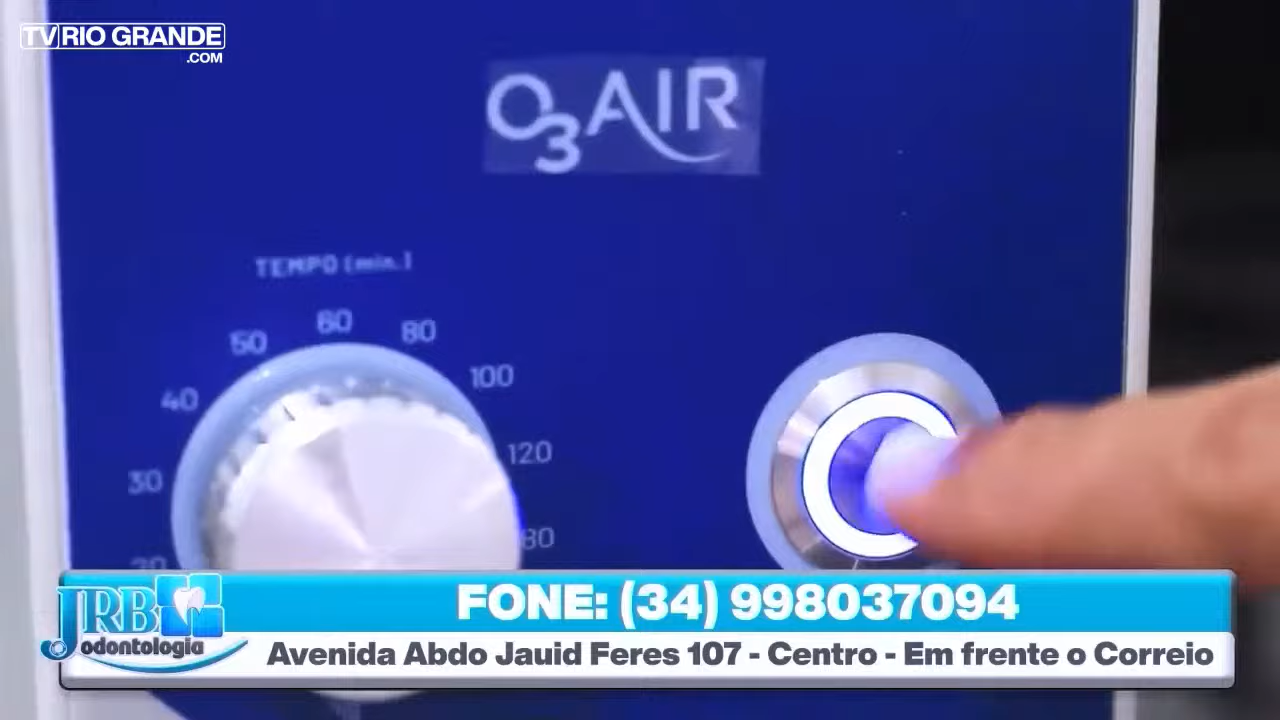 TV RIO GRANDE
.COM
O3AIR
TEMPO (min.)
60
50
80
40
100
120
30
FONE: (34) 998037094
JRB
odontologia
Avenida Abdo Jauid Feres 107 - Centro - Em frente o Correio